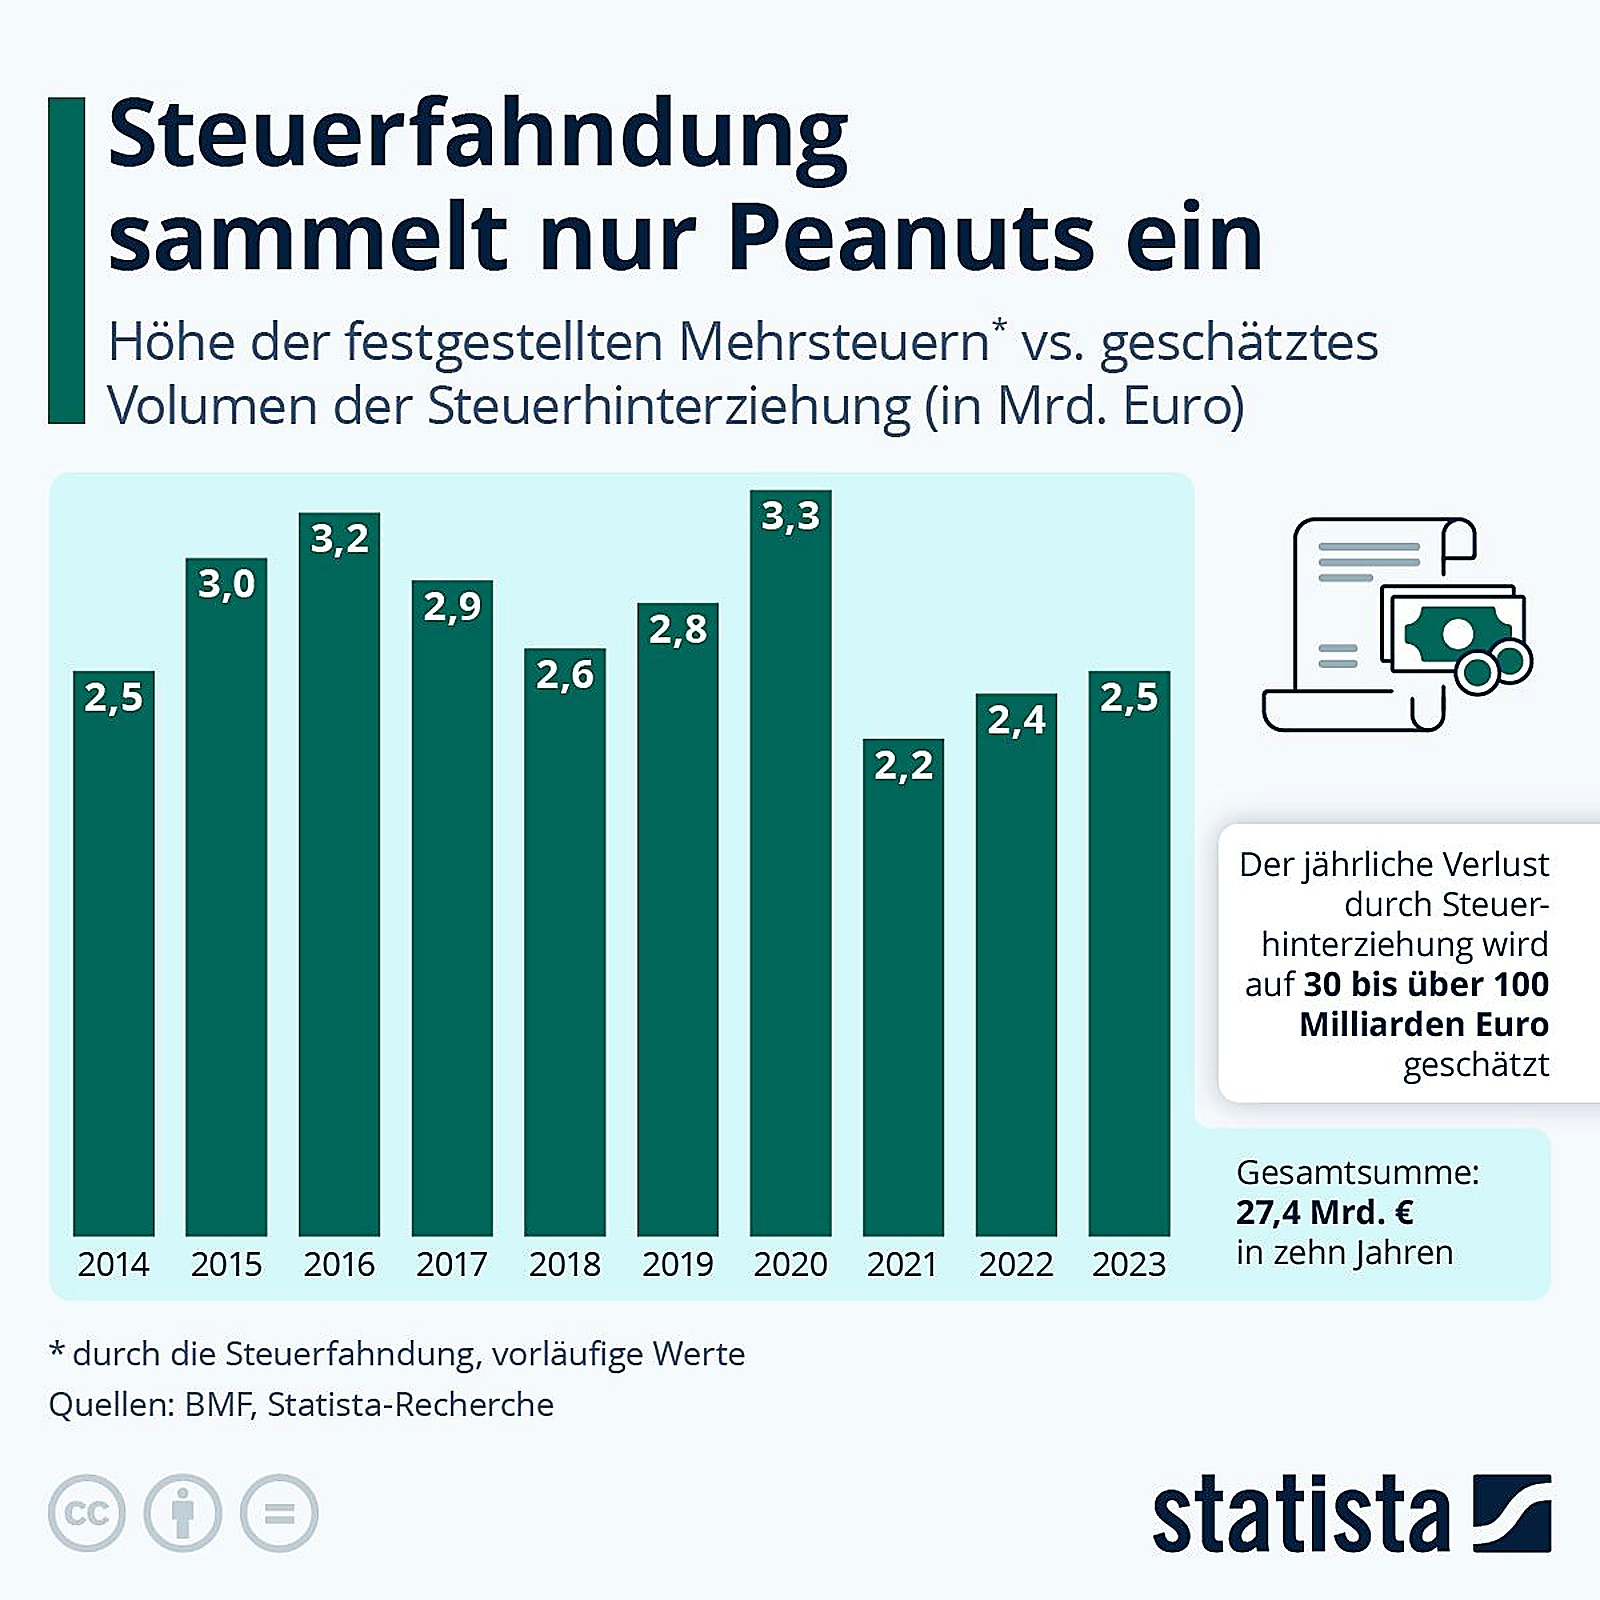 Steuerfahndung
sammelt nur Peanuts ein
Höhe der festgestellten Mehrsteuern* vs. geschätztes
Volumen der Steuerhinterziehung (in Mrd. Euro)
2,5
3,0
3,2
2,9
2,6
2,8
3,3
2,2
2,4
2,5
2014
2015
2016
2017
2018
2019
2020
2021
2022
2023
Der jährliche Verlust
durch Steuer-
hinterziehung wird
auf 30 bis über 100
Milliarden Euro
geschätzt
Gesamtsumme:
27,4 Mrd. €
in zehn Jahren
* durch die Steuerfahndung, vorläufige Werte
Quellen: BMF, Statista-Recherche
cc
statista